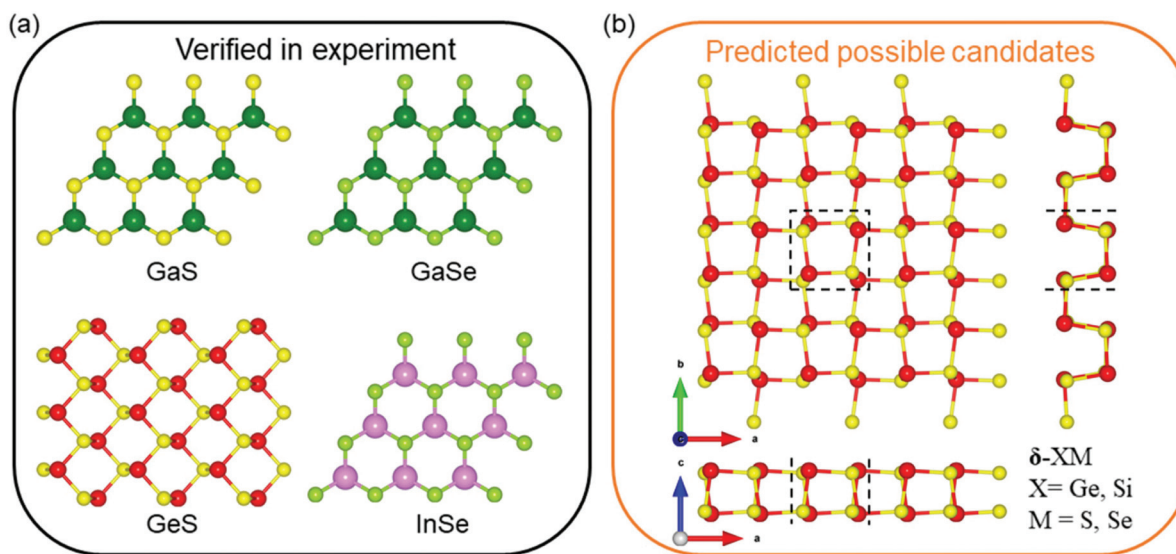 (a)
Verified in experiment
GaS
GaSe
GeS
InSe
(b)
Predicted possible candidates
b
c
a
c
a
δ-XM
X= Ge, Si
M = S, Se